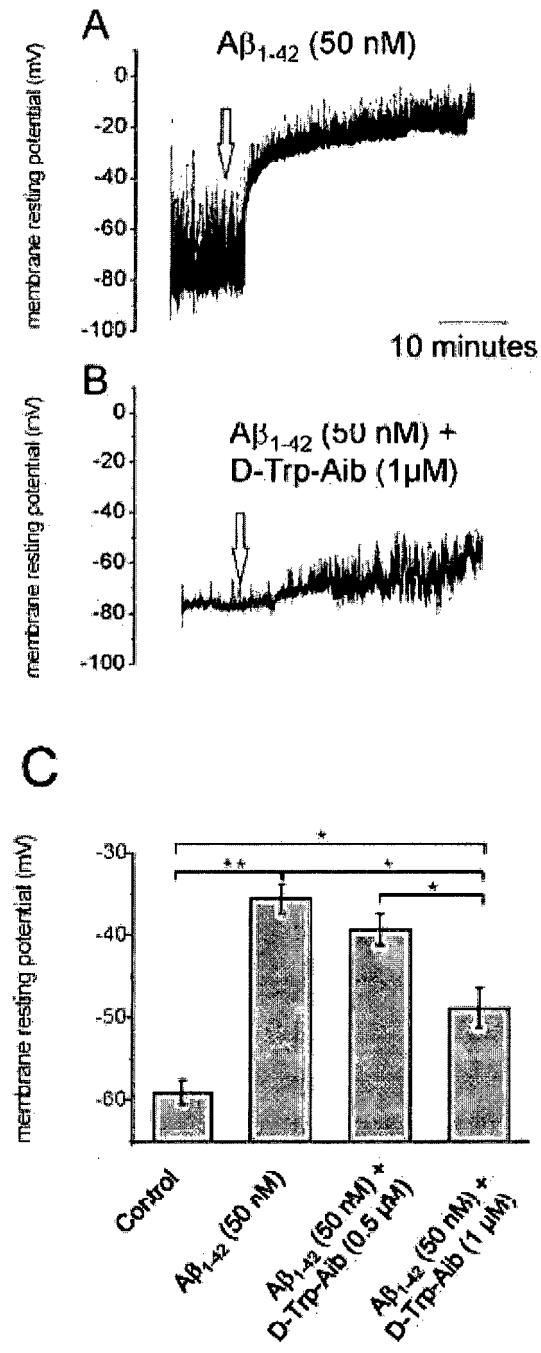 A
Aβ1-42 (50 nM)
membrane resting potential (mV)
0
-20
-40
-60
-80
-100
10 minutes
B
Aβ1-42 (50 nM) +
D-Trp-Aib (1µM)
membrane resting potential (mV)
0
-20
-40
-60
-80
-100
C
membrane resting potential (mV)
-30
-40
-50
-60
*
**
*
*
Control
Aβ1-42 (50 nM)
Aβ1-42 (50 nM) +
D-Trp-Aib (0.5 µM)
Aβ1-42 (50 nM) +
D-Trp-Aib (1 µM)